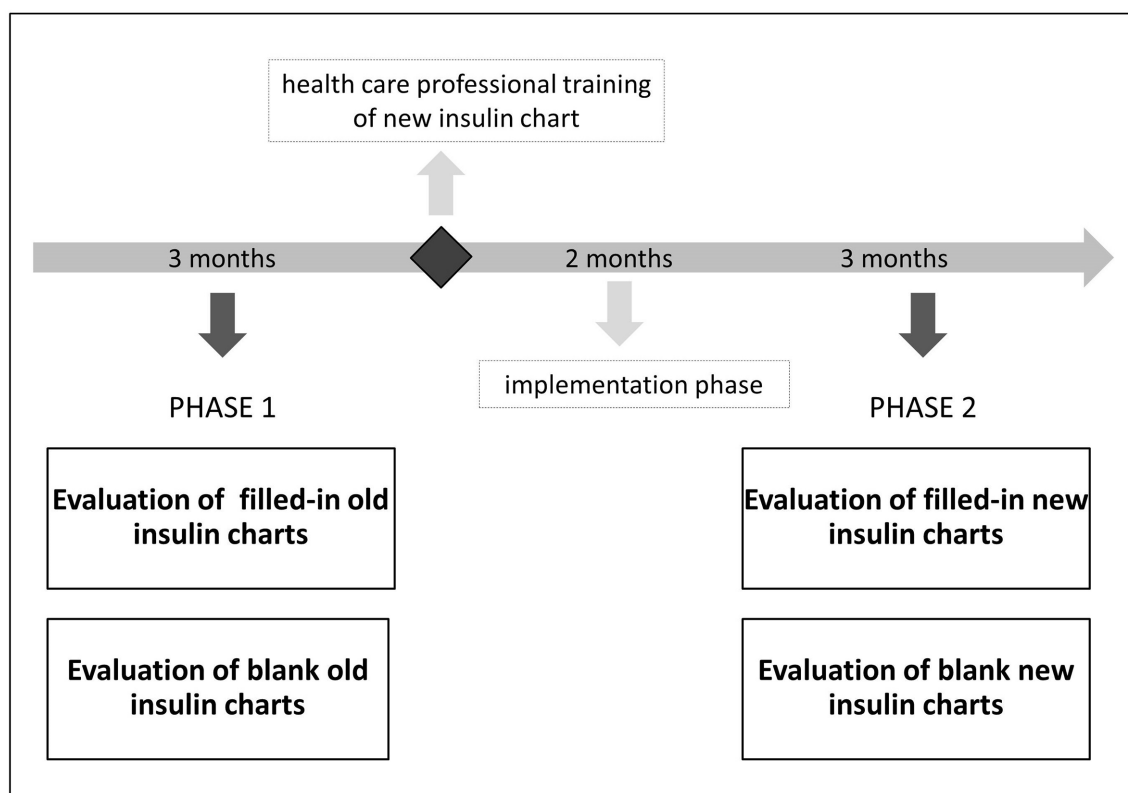 health care professional training
of new insulin chart
3 months
2 months
3 months
implementation phase
PHASE 1
PHASE 2
Evaluation of filled-in old
insulin charts
Evaluation of filled-in new
insulin charts
Evaluation of blank old
insulin charts
Evaluation of blank new
insulin charts